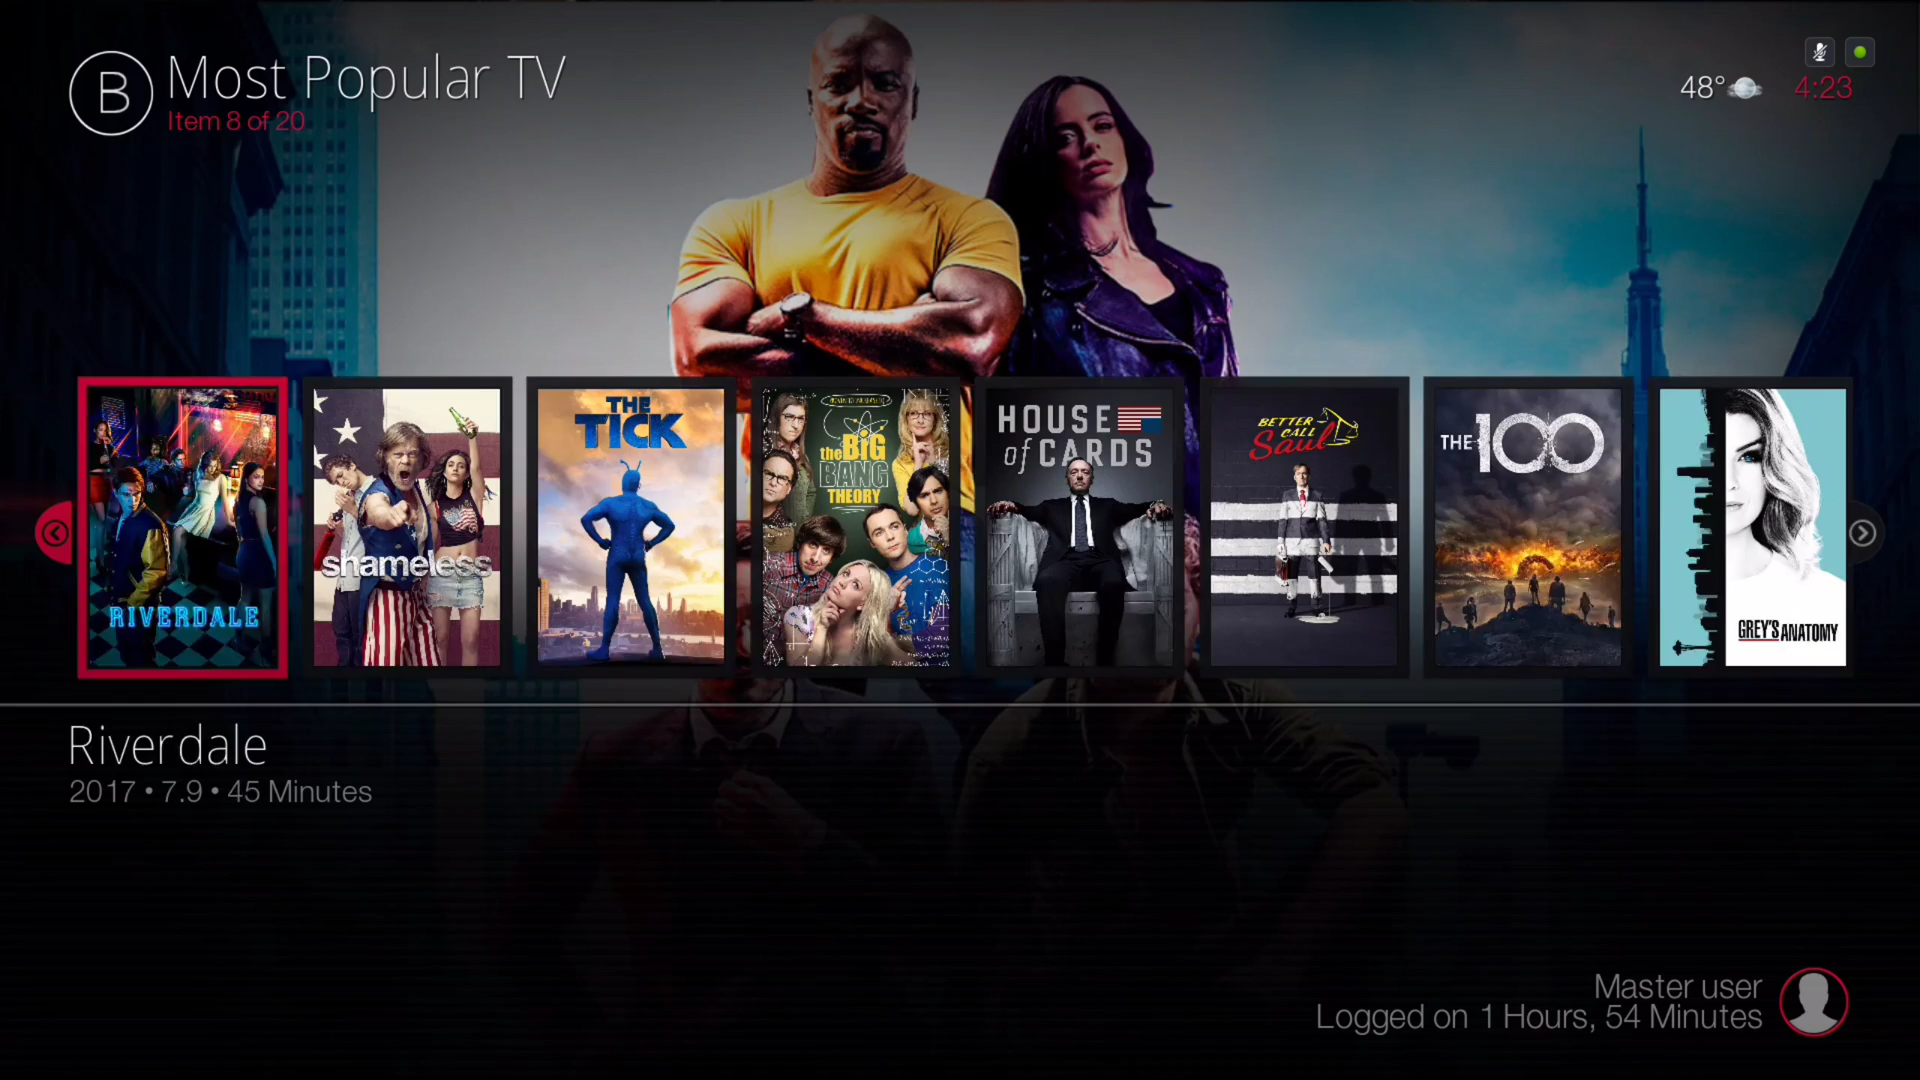 B
Most Popular TV
Item 8 of 20
48°
4:23
RIVERDALE
shameless
THE
TICK
the BIG
BANG
THEORY
HOUSE
of CARDS
BETTER
CALL
Saul
THE 100
GREY'S ANATOMY
Riverdale
2017 • 7.9 • 45 Minutes
Master user
Logged on 1 Hours, 54 Minutes